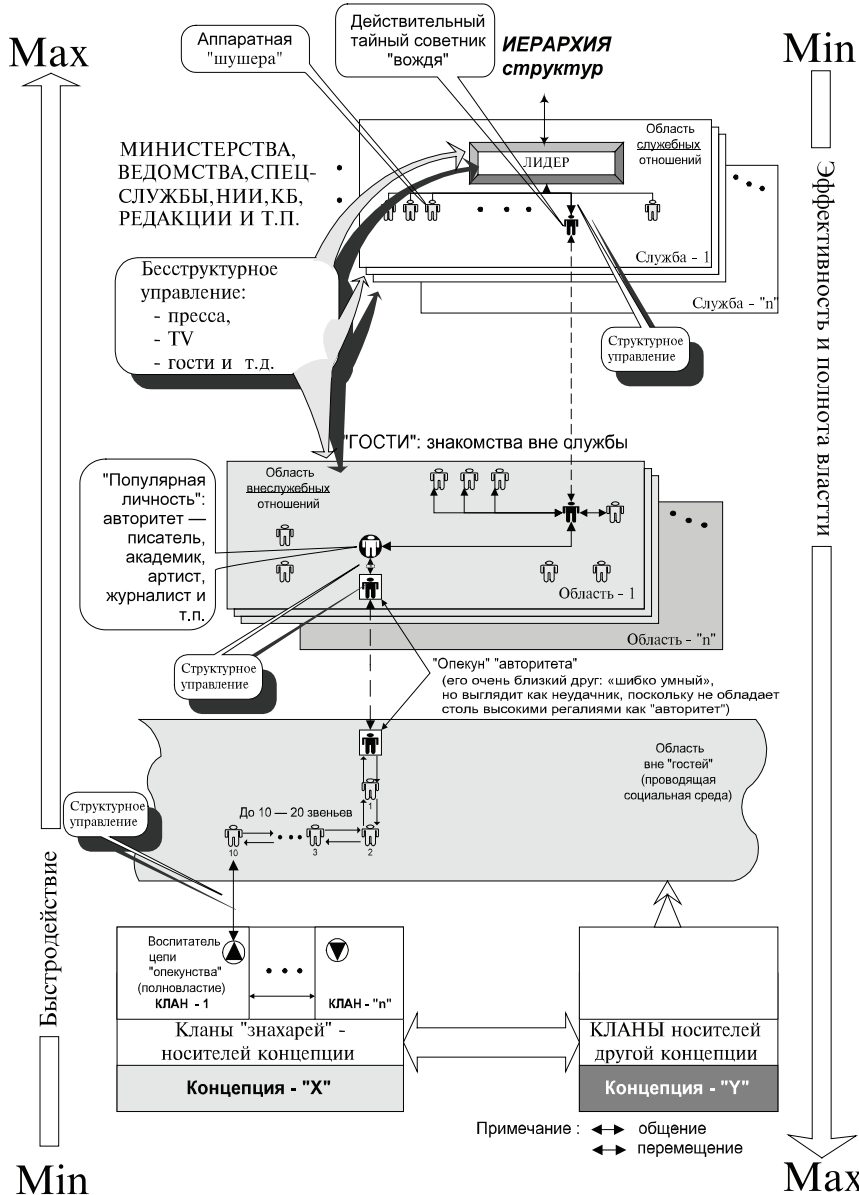 Max
Аппаратная
"шушера"
Действительный
тайный советник
"вождя"
ИЕРАРХИЯ
структур
Min
МИНИСТЕРСТВА,
ВЕДОМСТВА,СПЕЦ-
СЛУЖБЫ,НИИ,КБ,
РЕДАКЦИИ И Т.П.
Область
служебных
отношений
ЛИДЕР
Служба - 1
Служба - "n"
Бесструктурное
управление:
- пресса,
- TV
- гости и т.д.
Структурное
управление
Эффективность и полнота властти
"ГОСТИ": знакомства вне службы
"Популярная
личность":
авторитет —
писатель,
академик,
артист,
журналист и
т.п.
Область
внеслужебных
отношений
Область - 1
Область - "n"
Структурное
управление
"Опекун" "авторитета"
(его очень близкий друг: «шибко умный»,
но выглядит как неудачник, поскольку не обладает
столь высокими регалиями как "авторитет")
Область
вне "гостей"
(проводящая
социальная среда)
Структурное
управление
До 10 — 20 звеньев
1
10
3
2
Быстродействие
Воспитатель
цепи
"опекунства"
(полновластие)
КЛАН - 1
КЛАН - "n"
Кланы "знахарей" -
носителей концепции
Концепция - "X"
КЛАНЫ носителей
другой концепции
Концепция - "Y"
Примечание : общение
перемещение
Min
Max